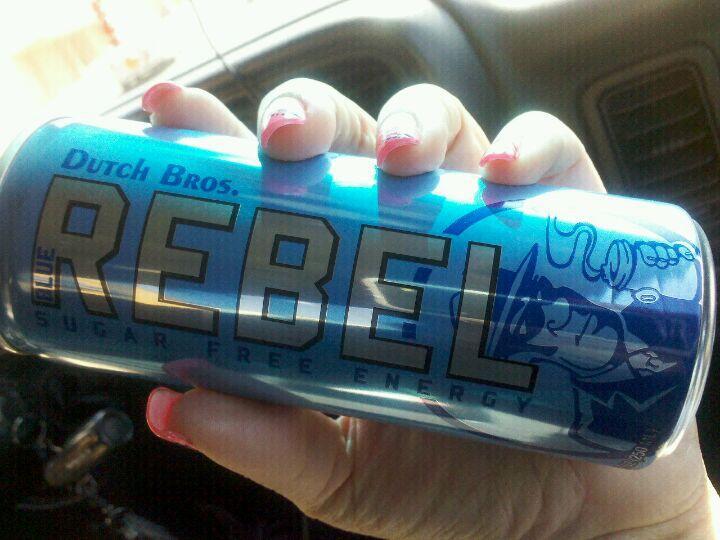 DUTCH BROS.
BLUE
REBEL
SUGAR FREE ENERGY